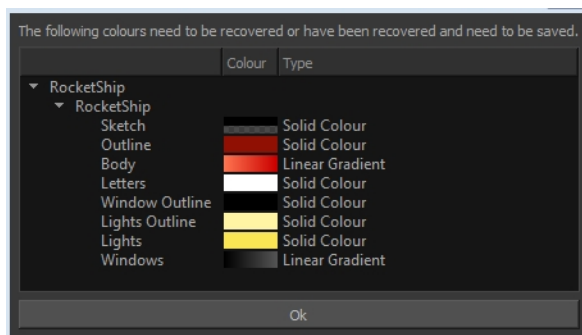 The following colours need to be recovered or have been recovered and need to be saved.
Colour Type
RocketShip
RocketShip
Sketch Solid Colour
Outline Solid Colour
Body Linear Gradient
Letters Solid Colour
Window Outline Solid Colour
Lights Outline Solid Colour
Lights Solid Colour
Windows Linear Gradient
Ok